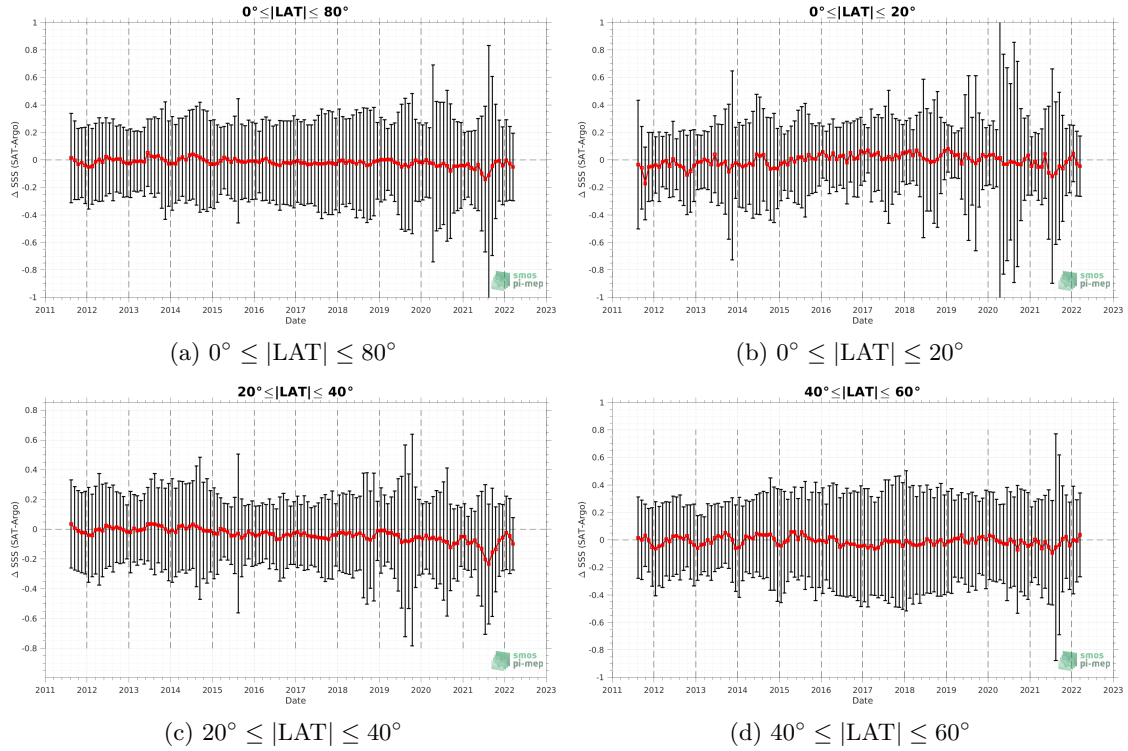 0°≤|LAT|≤ 80°
1
0.8
0.6
0.4
0.2
0
-0.2
-0.4
-0.6
-0.8
-1
Δ SSS (SAT-Argo)
smos
pi-mep
2011 2012 2013 2014 2015 2016 2017 2018 2019 2020 2021 2022 2023
Date
(a) 0° ≤ |LAT| ≤ 80°
0°≤|LAT|≤ 20°
1
0.8
0.6
0.4
0.2
0
-0.2
-0.4
-0.6
-0.8
-1
Δ SSS (SAT-Argo)
smos
pi-mep
2011 2012 2013 2014 2015 2016 2017 2018 2019 2020 2021 2022 2023
Date
(b) 0° ≤ |LAT| ≤ 20°
20°≤|LAT|≤ 40°
0.8
0.6
0.4
0.2
0
-0.2
-0.4
-0.6
-0.8
Δ SSS (SAT-Argo)
smos
pi-mep
2011 2012 2013 2014 2015 2016 2017 2018 2019 2020 2021 2022 2023
Date
(c) 20° ≤ |LAT| ≤ 40°
40°≤|LAT|≤ 60°
1
0.8
0.6
0.4
0.2
0
-0.2
-0.4
-0.6
-0.8
-1
Δ SSS (SAT-Argo)
smos
pi-mep
2011 2012 2013 2014 2015 2016 2017 2018 2019 2020 2021 2022 2023
Date
(d) 40° ≤ |LAT| ≤ 60°